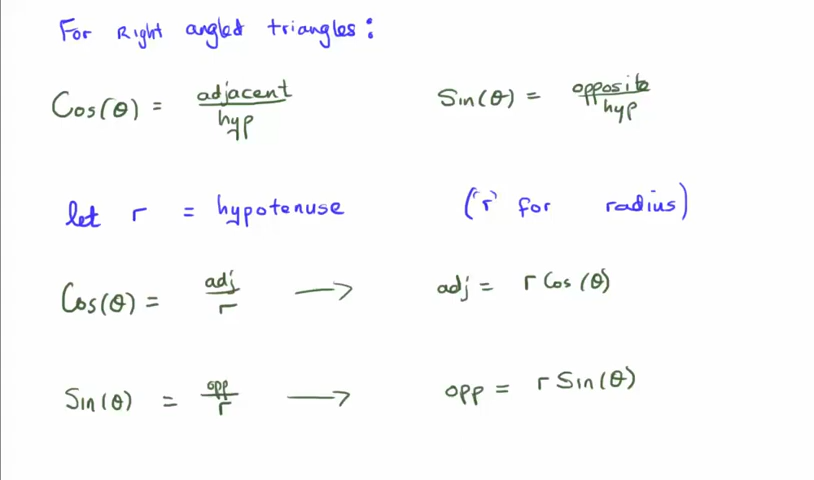 For Right angled triangles:
Cos(θ) = adjacent/hyp    Sin(θ) = opposite/hyp
let r = hypotenuse    ("r" for radius)
Cos(θ) = adj/r ⟶ adj = r Cos(θ)
Sin(θ) = opp/r ⟶ opp = r Sin(θ)